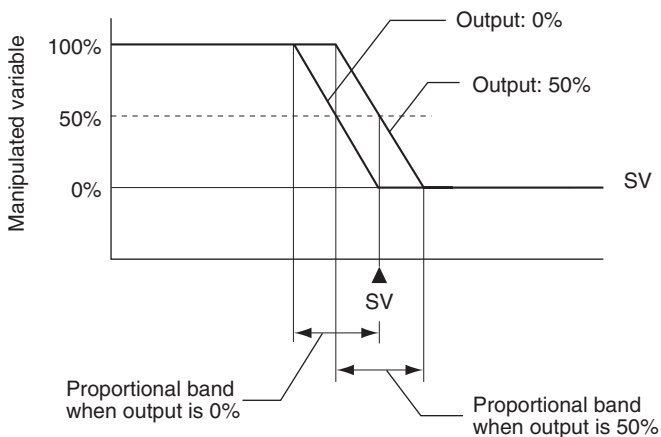 Output: 0%
Manipulated variable
100%
Output: 50%
50%
0%
SV
SV
Proportional band
when output is 0%
Proportional band
when output is 50%